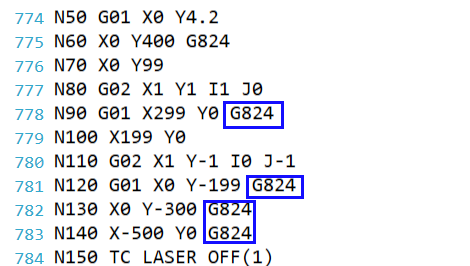 774 N50 G01 X0 Y4.2
775 N60 X0 Y400 G824
776 N70 X0 Y99
777 N80 G02 X1 Y1 I1 J0
778 N90 G01 X299 Y0 G824
779 N100 X199 Y0
780 N110 G02 X1 Y-1 I0 J-1
781 N120 G01 X0 Y-199 G824
782 N130 X0 Y-300 G824
783 N140 X-500 Y0 G824
784 N150 TC LASER OFF(1)